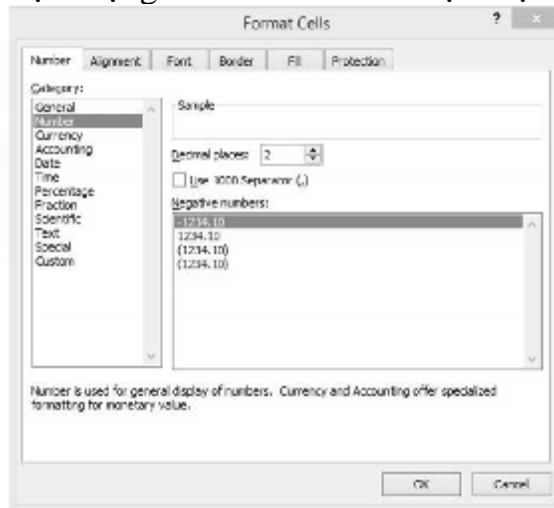 Format Cells ?
Number Alignment Font Border Fill Protection
Category:
General
Number
Currency
Accounting
Date
Time
Percentage
Fraction
Scientific
Text
Special
Custom
Sample
Decimal places: 2
Use 1000 Separator (,)
Negative numbers:
-1234.10
1234.10
(1234.10)
(1234.10)
Number is used for general display of numbers. Currency and Accounting offer specialized
formatting for monetary value.
OK Cancel